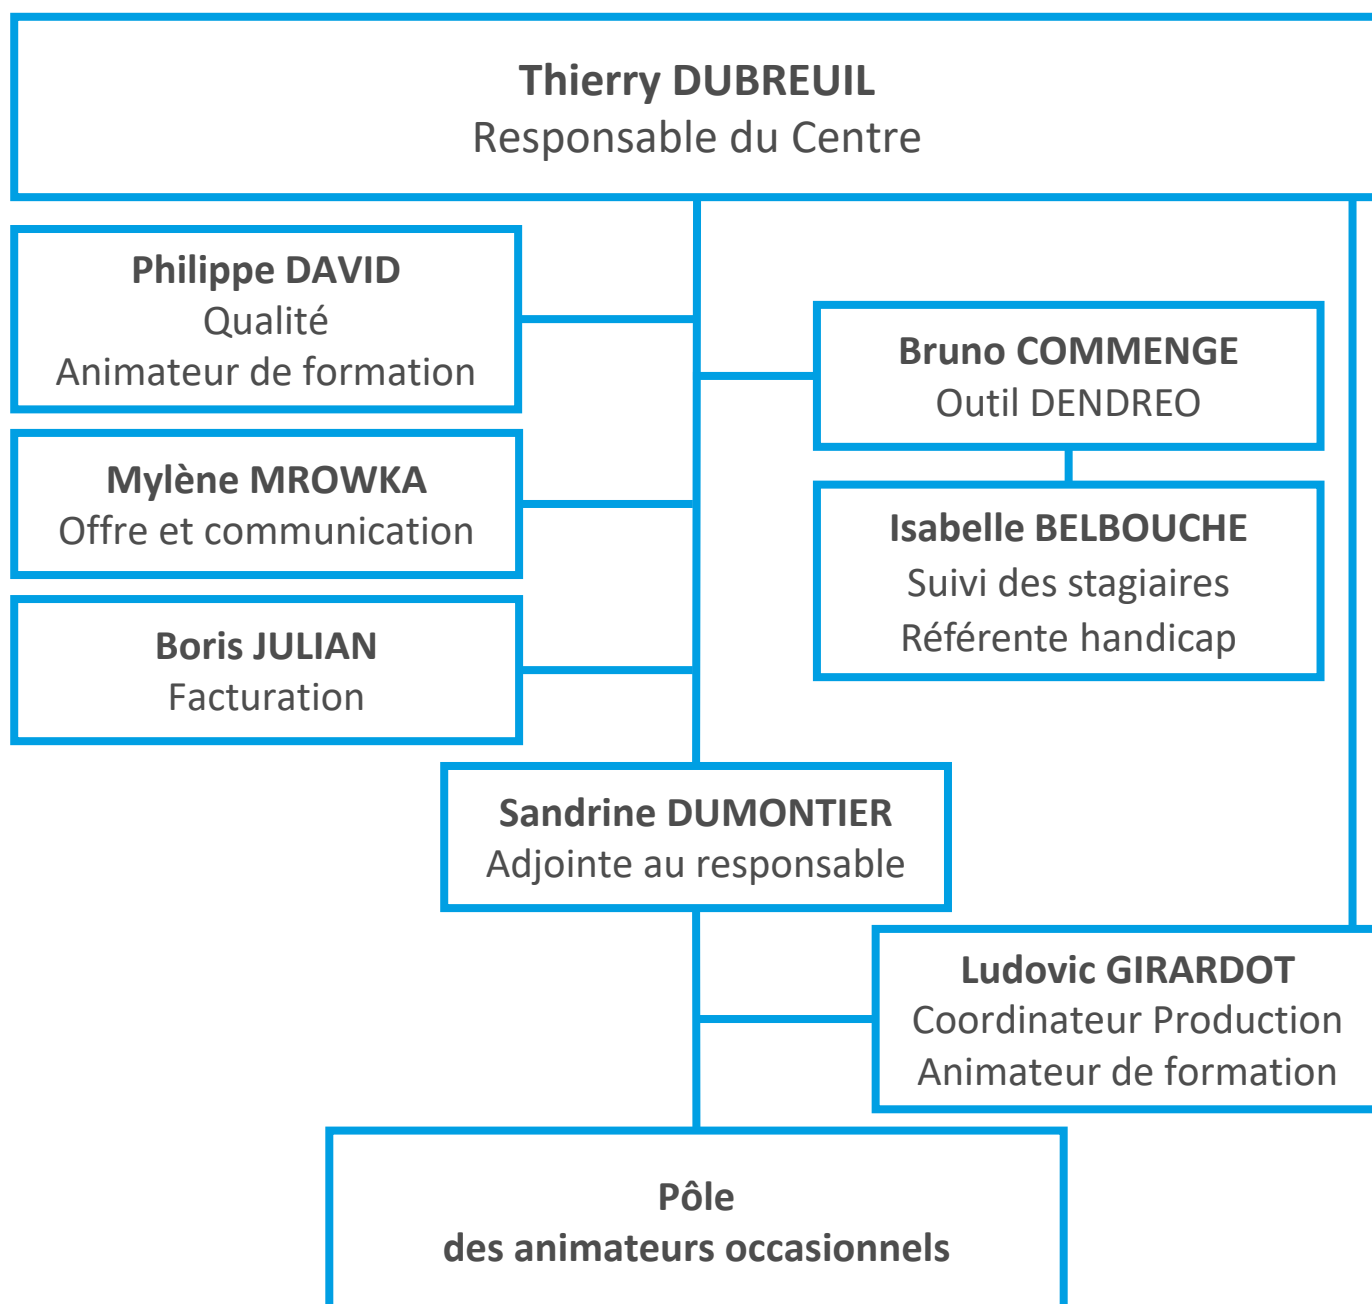 Thierry DUBREUIL
Responsable du Centre
Philippe DAVID
Qualité
Animateur de formation
Bruno COMMENGE
Outil DENDREO
Mylène MROWKA
Offre et communication
Isabelle BELBOUCHE
Suivi des stagiaires
Référente handicap
Boris JULIAN
Facturation
Sandrine DUMONTIER
Adjointe au responsable
Ludovic GIRARDOT
Coordinateur Production
Animateur de formation
Pôle
des animateurs occasionnels